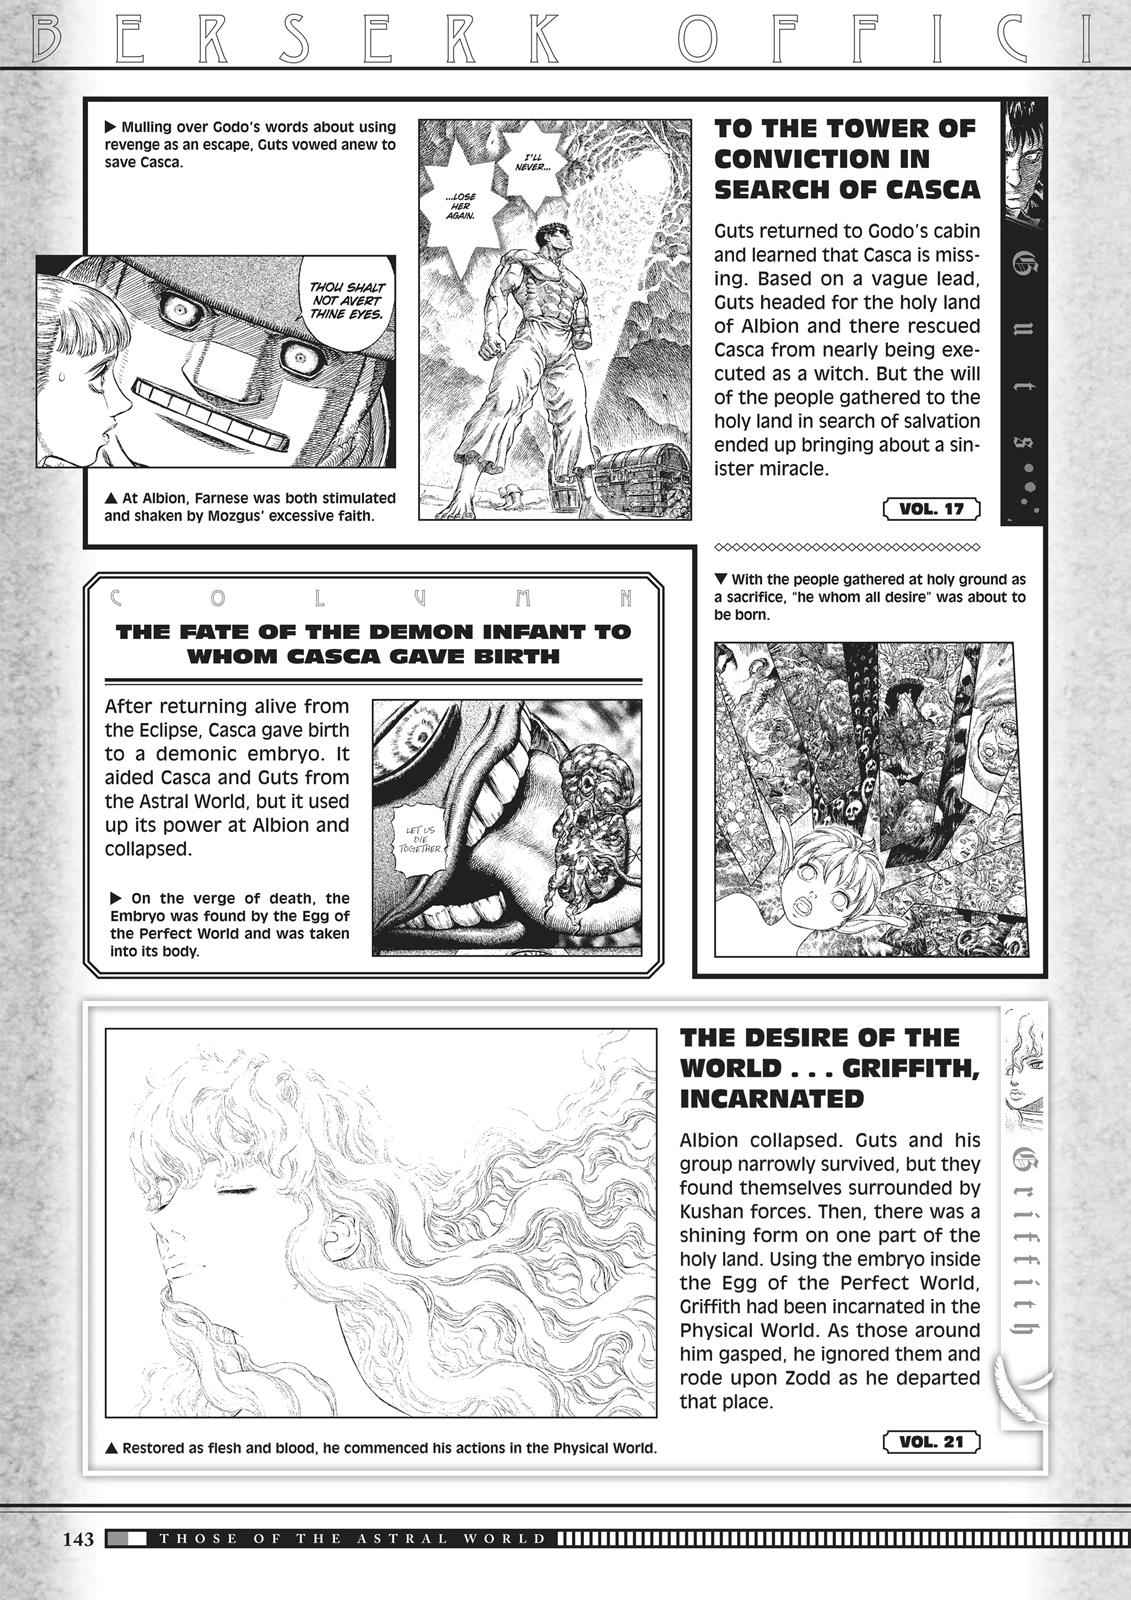 BERSERK OFFICI
▶ Mulling over Godo's words about using
revenge as an escape, Guts vowed anew to
save Casca.
I'LL
NEVER...
...LOSE
HER
AGAIN.
THOU SHALT
NOT AVERT
THINE EYES.
▲ At Albion, Farnese was both stimulated
and shaken by Mozgus' excessive faith.
TO THE TOWER OF
CONVICTION IN
SEARCH OF CASCA
Guts returned to Godo's cabin
and learned that Casca is miss-
ing. Based on a vague lead,
Guts headed for the holy land
of Albion and there rescued
Casca from nearly being exe-
cuted as a witch. But the will
of the people gathered to the
holy land in search of salvation
ended up bringing about a sin-
ister miracle.
VOL. 17
Guts
▼ With the people gathered at holy ground as
a sacrifice, "he whom all desire" was about to
be born.
COLUMN
THE FATE OF THE DEMON INFANT TO
WHOM CASCA GAVE BIRTH
After returning alive from
the Eclipse, Casca gave birth
to a demonic embryo. It
aided Casca and Guts from
the Astral World, but it used
up its power at Albion and
collapsed.
▶ On the verge of death, the
Embryo was found by the Egg of
the Perfect World and was taken
into its body.
LET US
DIE
TOGETHER
THE DESIRE OF THE
WORLD . . . GRIFFITH,
INCARNATED
Albion collapsed. Guts and his
group narrowly survived, but they
found themselves surrounded by
Kushan forces. Then, there was a
shining form on one part of the
holy land. Using the embryo inside
the Egg of the Perfect World,
Griffith had been incarnated in the
Physical World. As those around
him gasped, he ignored them and
rode upon Zodd as he departed
that place.
VOL. 21
Griffith
▲ Restored as flesh and blood, he commenced his actions in the Physical World.
143
THOSE OF THE ASTRAL WORLD